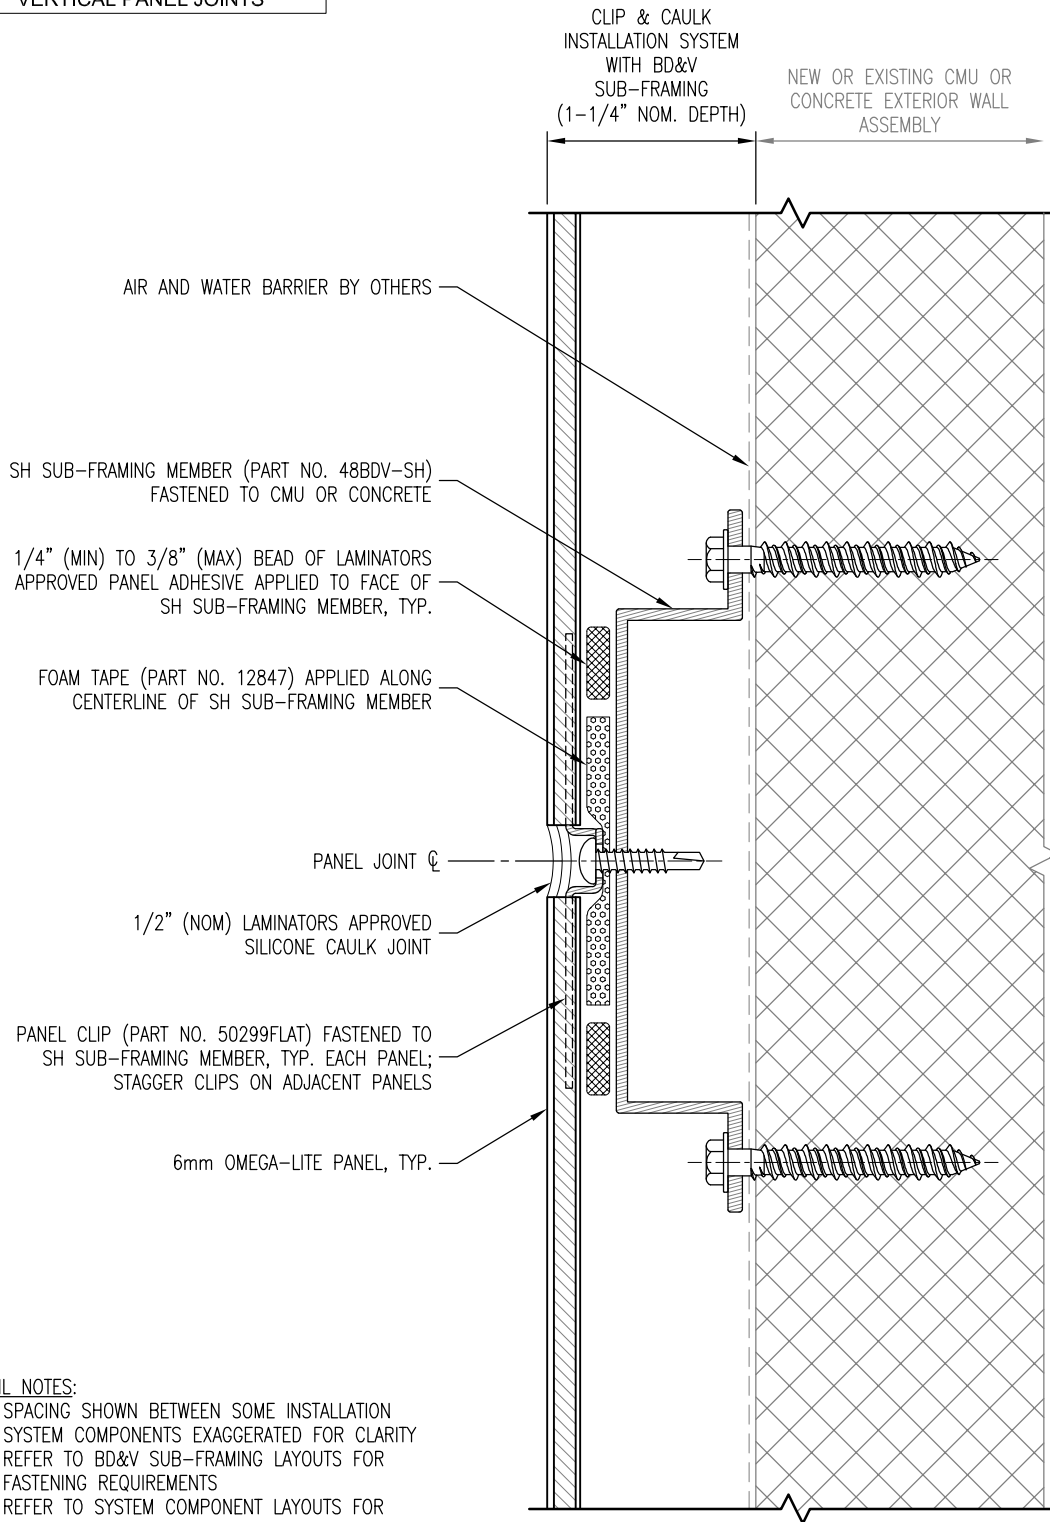 VERTICAL PANEL JOINTS
CLIP & CAULK
INSTALLATION SYSTEM
WITH BD&V
SUB-FRAMING
(1-1/4" NOM. DEPTH)
NEW OR EXISTING CMU OR
CONCRETE EXTERIOR WALL
ASSEMBLY
AIR AND WATER BARRIER BY OTHERS
SH SUB-FRAMING MEMBER (PART NO. 48BDV-SH)
FASTENED TO CMU OR CONCRETE
1/4" (MIN) TO 3/8" (MAX) BEAD OF LAMINATORS
APPROVED PANEL ADHESIVE APPLIED TO FACE OF
SH SUB-FRAMING MEMBER, TYP.
FOAM TAPE (PART NO. 12847) APPLIED ALONG
CENTERLINE OF SH SUB-FRAMING MEMBER
PANEL JOINT ℄
1/2" (NOM) LAMINATORS APPROVED
SILICONE CAULK JOINT
PANEL CLIP (PART NO. 50299FLAT) FASTENED TO
SH SUB-FRAMING MEMBER, TYP. EACH PANEL;
STAGGER CLIPS ON ADJACENT PANELS
6mm OMEGA-LITE PANEL, TYP.
NOTES:
SPACING SHOWN BETWEEN SOME INSTALLATION
SYSTEM COMPONENTS EXAGGERATED FOR CLARITY
REFER TO BD&V SUB-FRAMING LAYOUTS FOR
FASTENING REQUIREMENTS
REFER TO SYSTEM COMPONENT LAYOUTS FOR